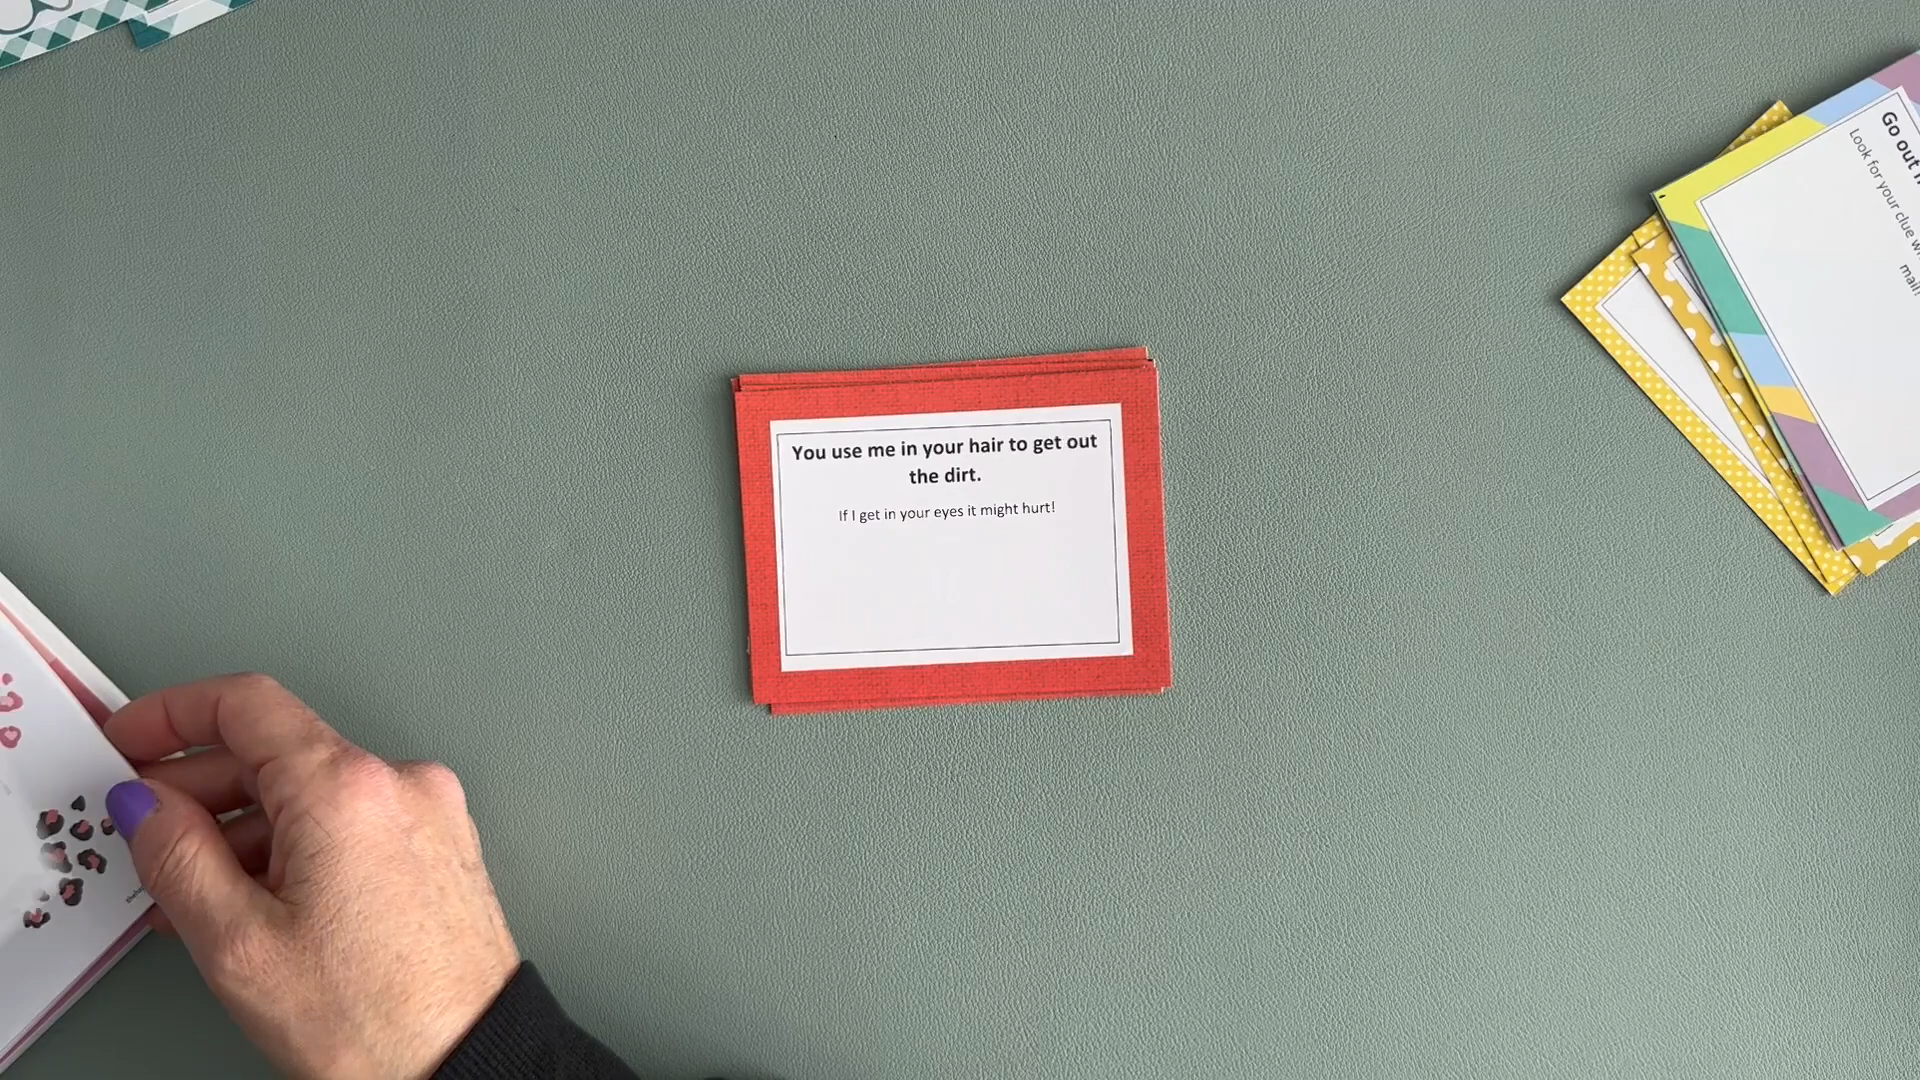 You use me in your hair to get out
the dirt.
If I get in your eyes it might hurt!
Go out
Look for your clue
mail!